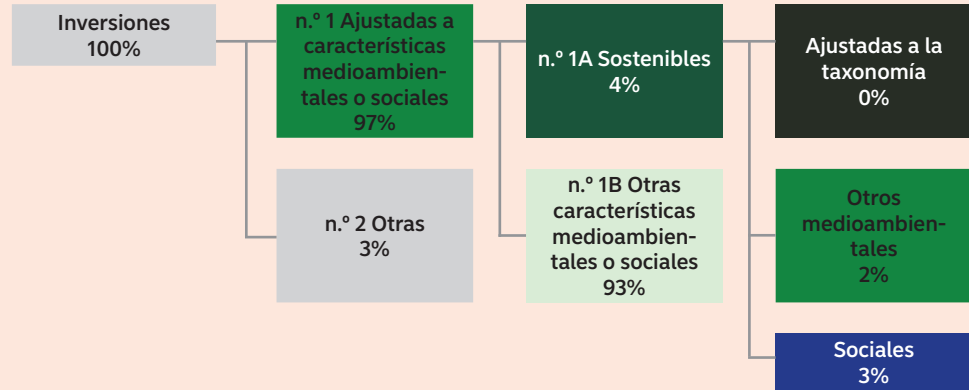 Inversiones
100%
n.º 1 Ajustadas a
características
medioambien-
tales o sociales
97%
n.º 1A Sostenibles
4%
Ajustadas a la
taxonomía
0%
n.º 2 Otras
3%
n.º 1B Otras
características
medioambien-
tales o sociales
93%
Otros
medioambien-
tales
2%
Sociales
3%